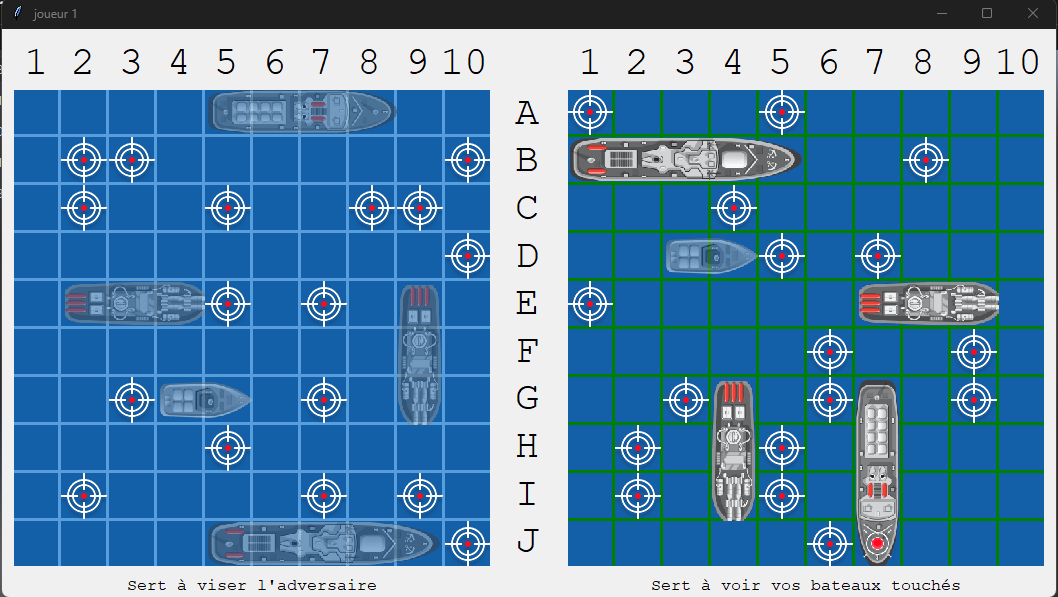 joueur 1
1 2 3 4 5 6 7 8 9 10
1 2 3 4 5 6 7 8 9 10
A
B
C
D
E
F
G
H
I
J
Sert à viser l'adversaire
Sert à voir vos bateaux touchés